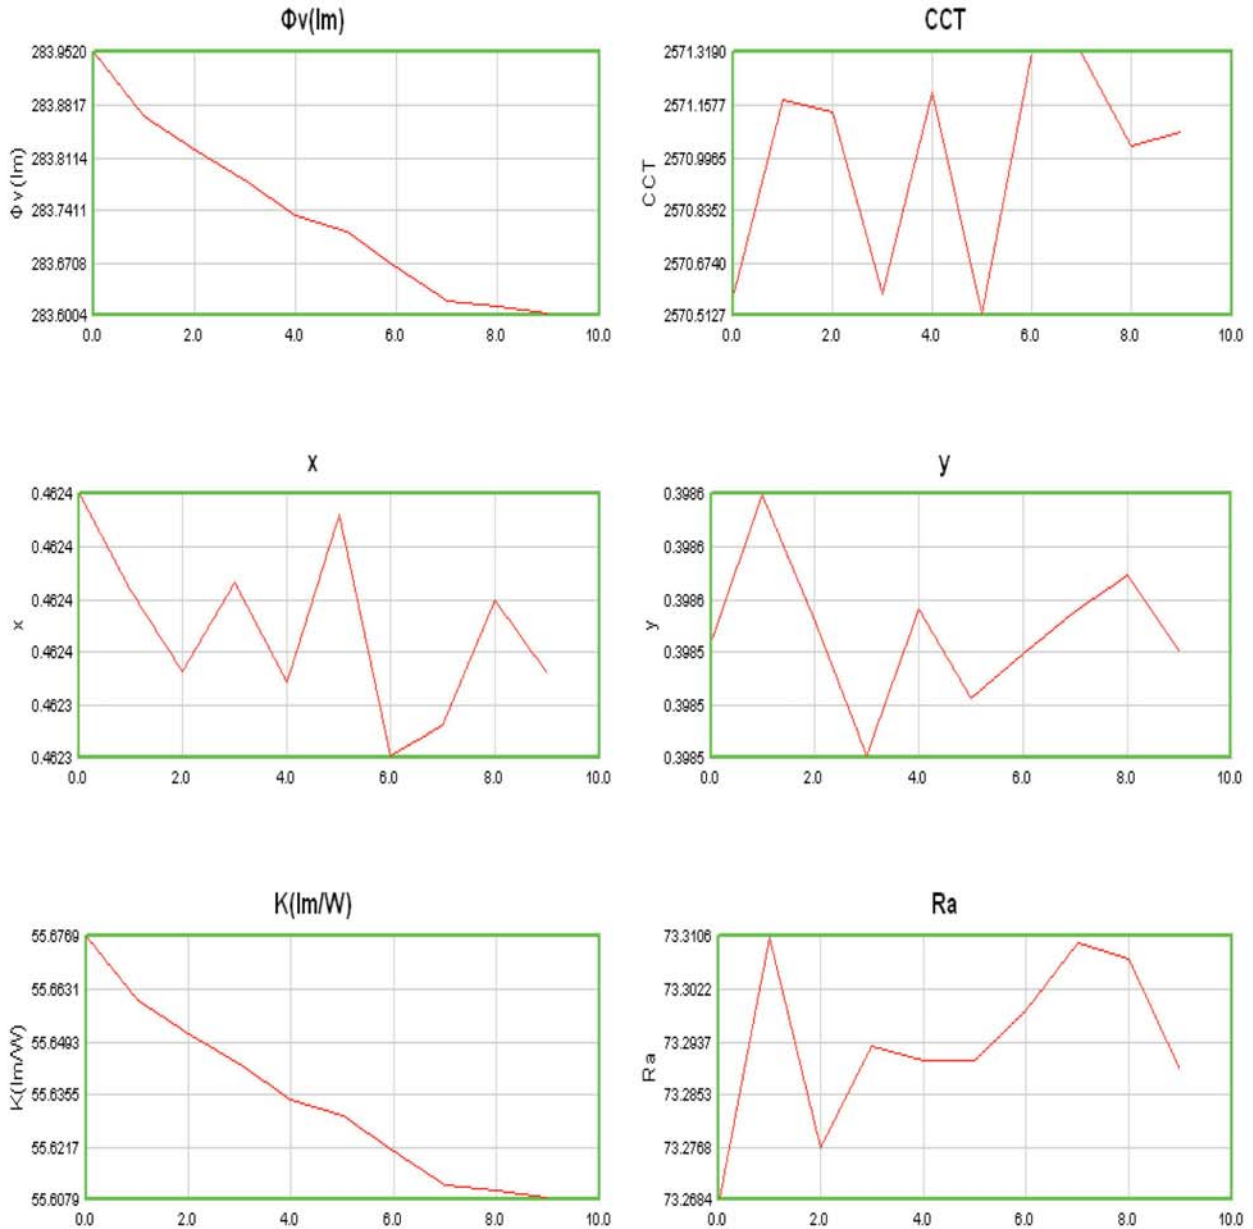 Φv(lm)
283.9520
283.8817
283.8114
283.7411
283.6708
283.6004
Φv(lm)
0.0 2.0 4.0 6.0 8.0 10.0
CCT
2571.3190
2571.1577
2570.9965
2570.8352
2570.6740
2570.5127
CCT
0.0 2.0 4.0 6.0 8.0 10.0
x
0.4624
0.4624
0.4624
0.4624
0.4623
0.4623
x
0.0 2.0 4.0 6.0 8.0 10.0
y
0.3986
0.3986
0.3986
0.3985
0.3985
0.3985
y
0.0 2.0 4.0 6.0 8.0 10.0
K(lm/W)
55.6769
55.6631
55.6493
55.6355
55.6217
55.6079
K(lm/W)
0.0 2.0 4.0 6.0 8.0 10.0
Ra
73.3106
73.3022
73.2937
73.2853
73.2768
73.2684
Ra
0.0 2.0 4.0 6.0 8.0 10.0